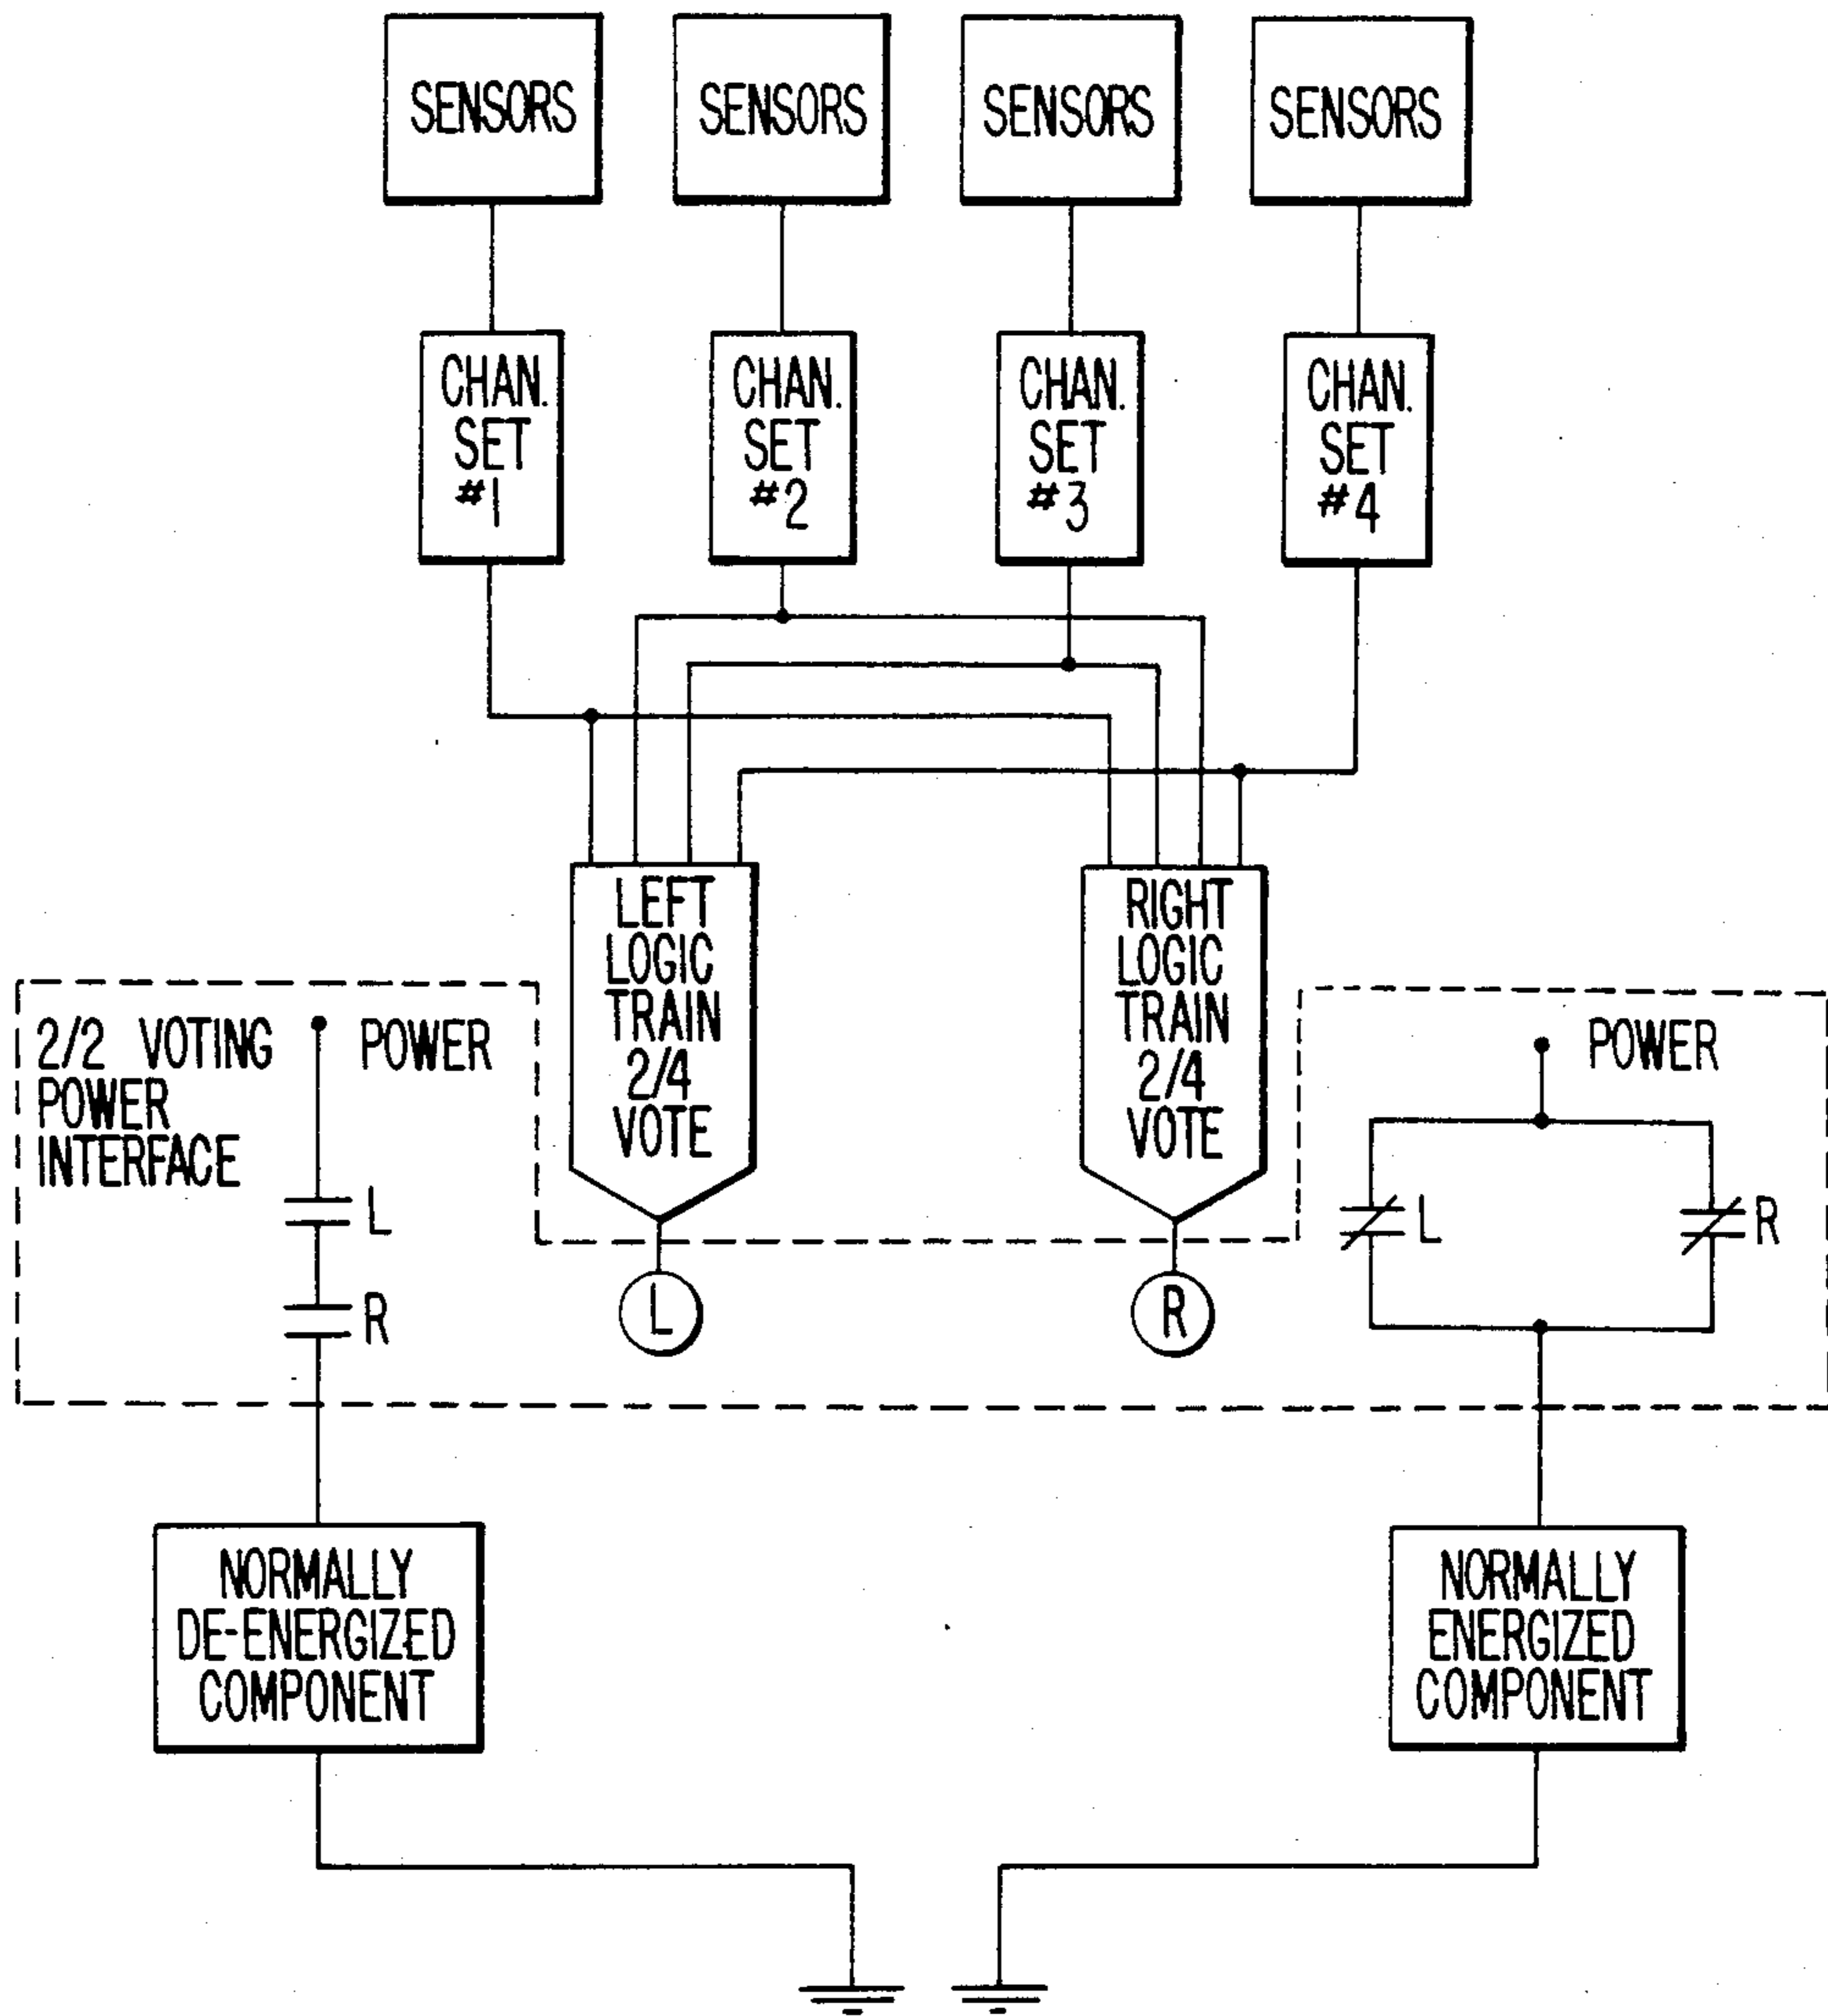 SENSORS
SENSORS
SENSORS
SENSORS
CHAN.
SET
#1
CHAN.
SET
#2
CHAN.
SET
#3
CHAN.
SET
#4
LEFT
LOGIC
TRAIN
2/4
VOTE
RIGHT
LOGIC
TRAIN
2/4
VOTE
2/2 VOTING
POWER
INTERFACE
POWER
L
R
L
R
POWER
L
R
NORMALLY
DE-ENERGIZED
COMPONENT
NORMALLY
ENERGIZED
COMPONENT